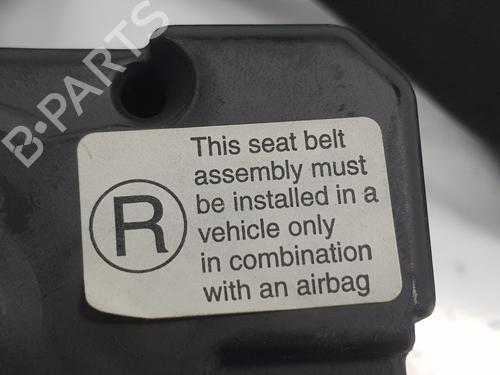 B·PARTS
This seat belt
assembly must
be installed in a
vehicle only
in combination
with an airbag
R